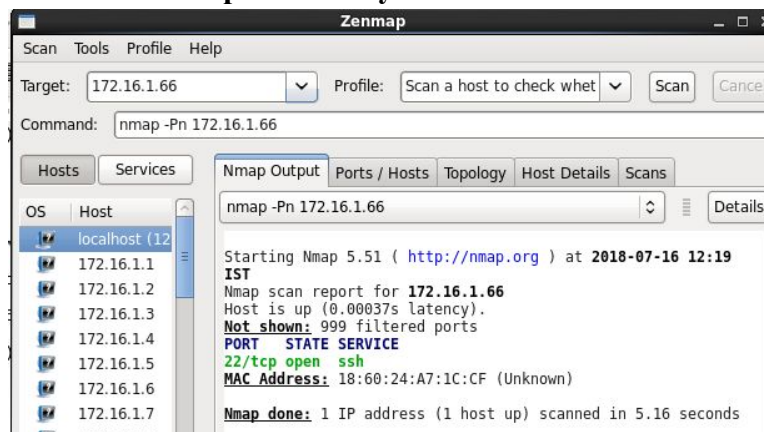 Zenmap
Scan Tools Profile Help
Target: 172.16.1.66 Profile: Scan a host to check whet Scan Cance
Command: nmap -Pn 172.16.1.66
Hosts Services Nmap Output Ports / Hosts Topology Host Details Scans
OS Host
nmap -Pn 172.16.1.66 Details
localhost (12
172.16.1.1
172.16.1.2
172.16.1.3
172.16.1.4
172.16.1.5
172.16.1.6
172.16.1.7
Starting Nmap 5.51 ( http://nmap.org ) at 2018-07-16 12:19
IST
Nmap scan report for 172.16.1.66
Host is up (0.00037s latency).
Not shown: 999 filtered ports
PORT STATE SERVICE
22/tcp open ssh
MAC Address: 18:60:24:A7:1C:CF (Unknown)
Nmap done: 1 IP address (1 host up) scanned in 5.16 seconds